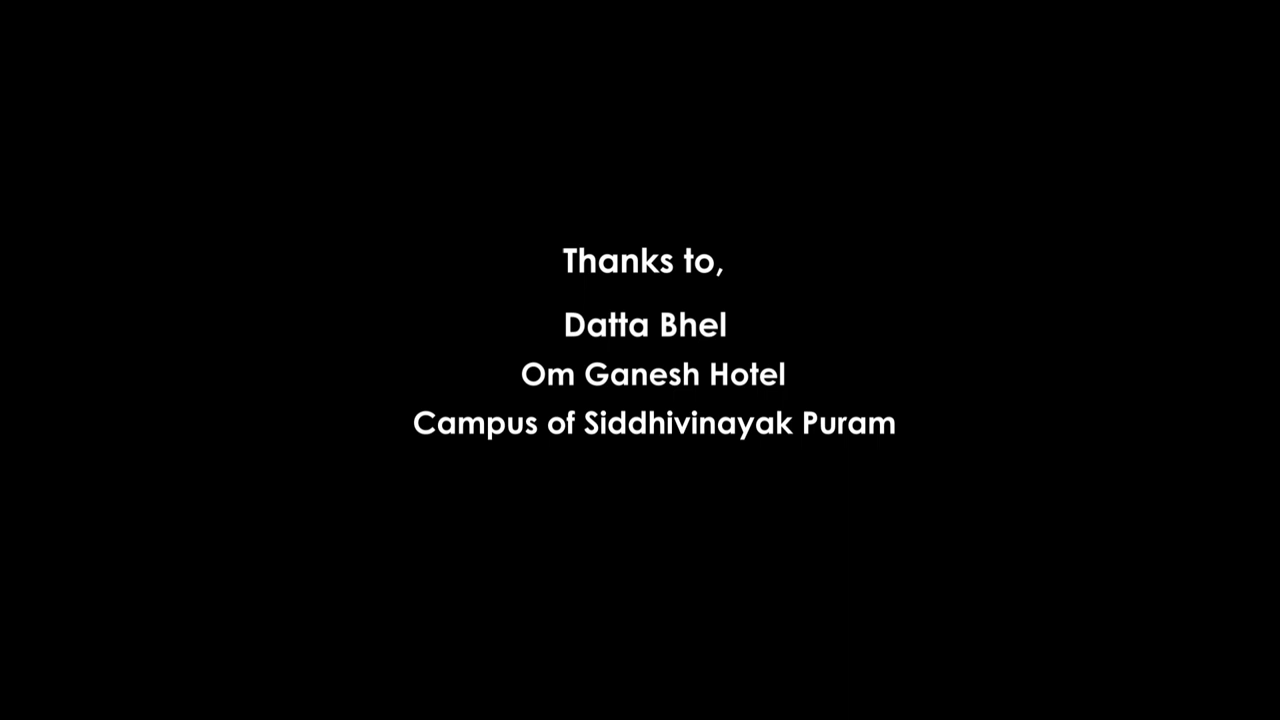 Thanks to,
Datta Bhel
Om Ganesh Hotel
Campus of Siddhivinayak Puram